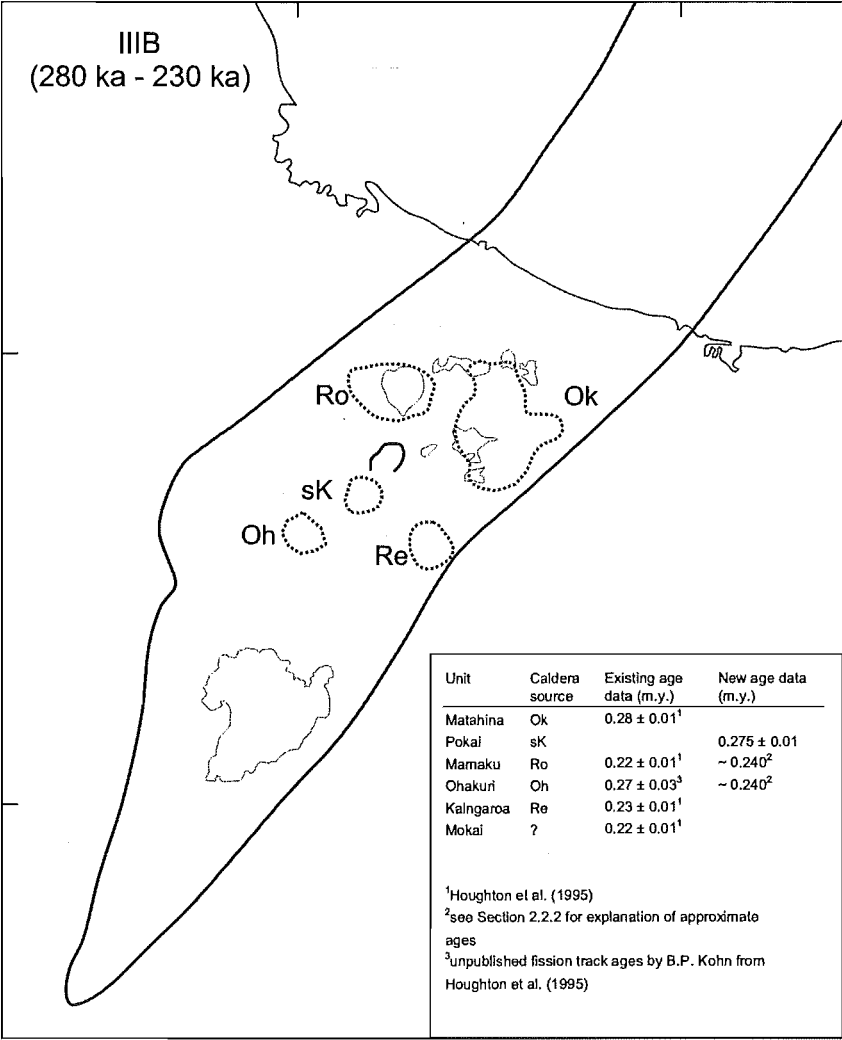 IIIB
(280 ka - 230 ka)
Ro
Ok
sK
Oh
Re
Unit Caldera source Existing age data (m.y.) New age data (m.y.)
Matahina Ok 0.28 ± 0.01¹
Pokai sK 0.275 ± 0.01
Mamaku Ro 0.22 ± 0.01¹ ~ 0.240²
Ohakuri Oh 0.27 ± 0.03³ ~ 0.240²
Kaingaroa Re 0.23 ± 0.01¹
Mokai ? 0.22 ± 0.01¹
¹Houghton et al. (1995)
²see Section 2.2.2 for explanation of approximate
ages
³unpublished fission track ages by B.P. Kohn from
Houghton et al. (1995)